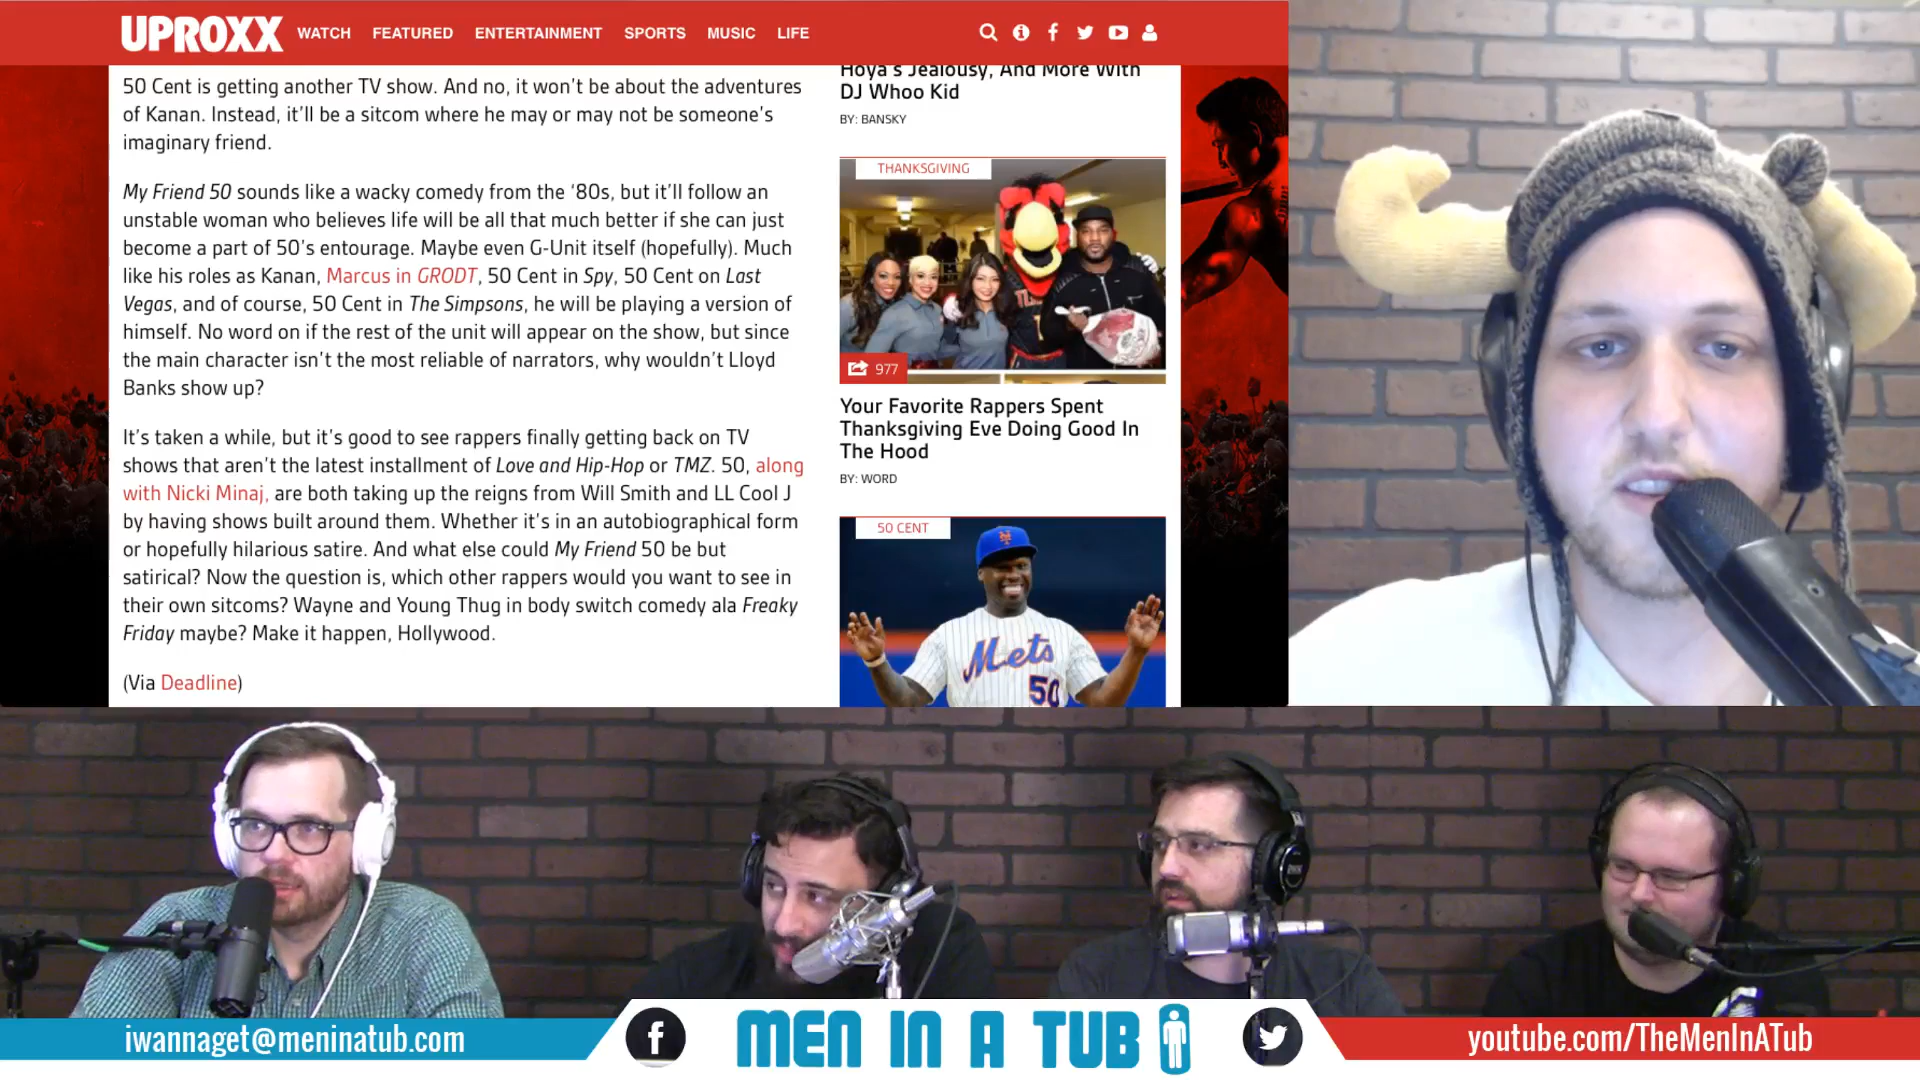 UPROXX
WATCH FEATURED ENTERTAINMENT SPORTS MUSIC LIFE
50 Cent is getting another TV show. And no, it won't be about the adventures
of Kanan. Instead, it'll be a sitcom where he may or may not be someone's
imaginary friend.
My Friend 50 sounds like a wacky comedy from the '80s, but it'll follow an
unstable woman who believes life will be all that much better if she can just
become a part of 50's entourage. Maybe even G-Unit itself (hopefully). Much
like his roles as Kanan, Marcus in GRODT, 50 Cent in Spy, 50 Cent on Last
Vegas, and of course, 50 Cent in The Simpsons, he will be playing a version of
himself. No word on if the rest of the unit will appear on the show, but since
the main character isn't the most reliable of narrators, why wouldn't Lloyd
Banks show up?
It's taken a while, but it's good to see rappers finally getting back on TV
shows that aren't the latest installment of Love and Hip-Hop or TMZ. 50, along
with Nicki Minaj, are both taking up the reigns from Will Smith and LL Cool J
by having shows built around them. Whether it's in an autobiographical form
or hopefully hilarious satire. And what else could My Friend 50 be but
satirical? Now the question is, which other rappers would you want to see in
their own sitcoms? Wayne and Young Thug in body switch comedy ala Freaky
Friday maybe? Make it happen, Hollywood.
(Via Deadline)
Hoya's Jealousy, And More With
DJ Whoo Kid
BY: BANSKY
THANKSGIVING
977
Your Favorite Rappers Spent
Thanksgiving Eve Doing Good In
The Hood
BY: WORD
50 CENT
Mets
50
iwannaget@meninatub.com
MEN IN A TUB
youtube.com/TheMenInATub